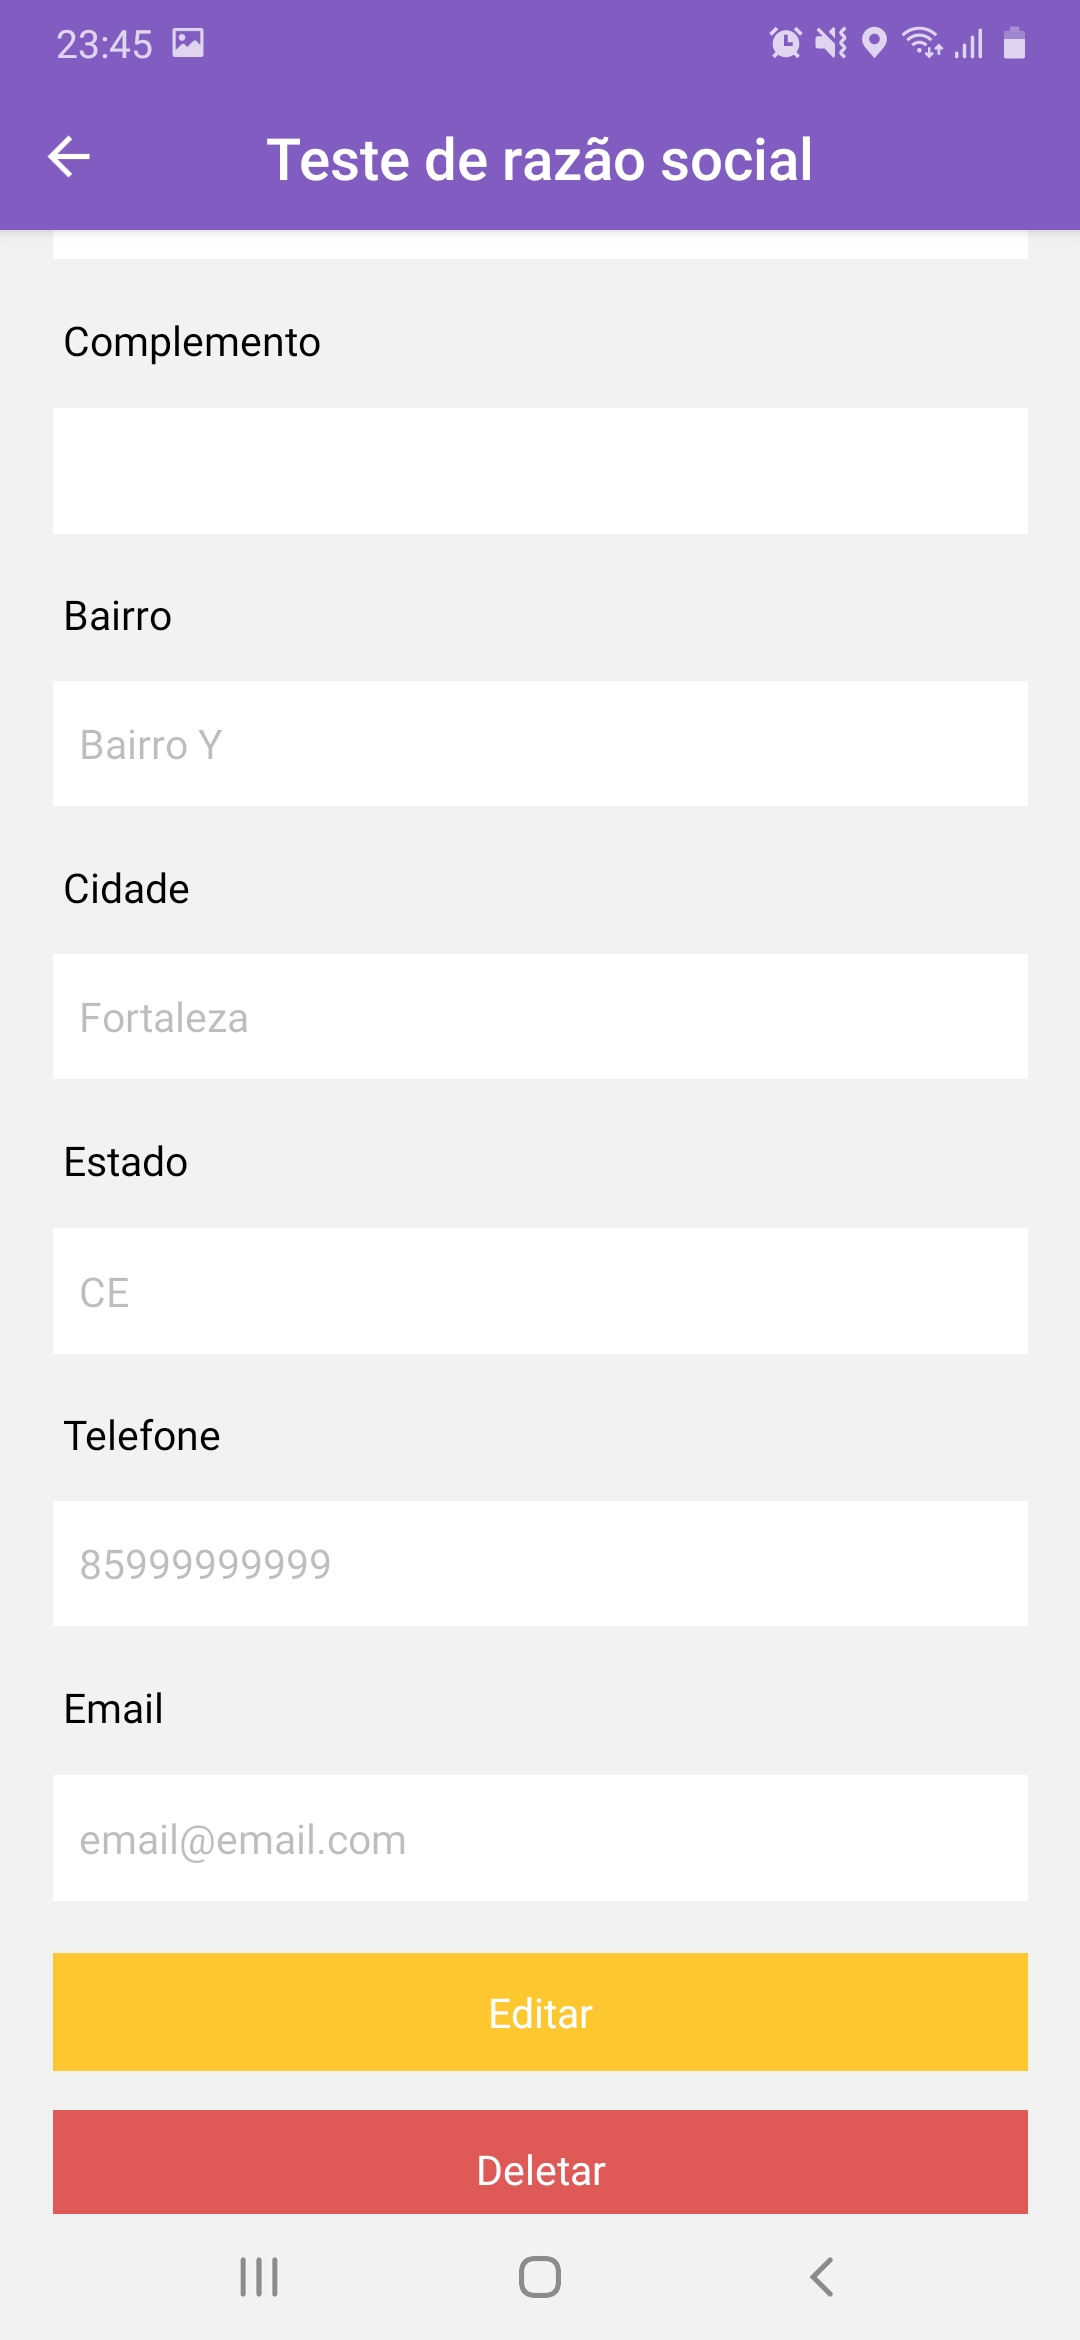 23:45
Teste de razão social
Complemento
Bairro
Bairro Y
Cidade
Fortaleza
Estado
CE
Telefone
85999999999
Email
email@email.com
Editar
Deletar